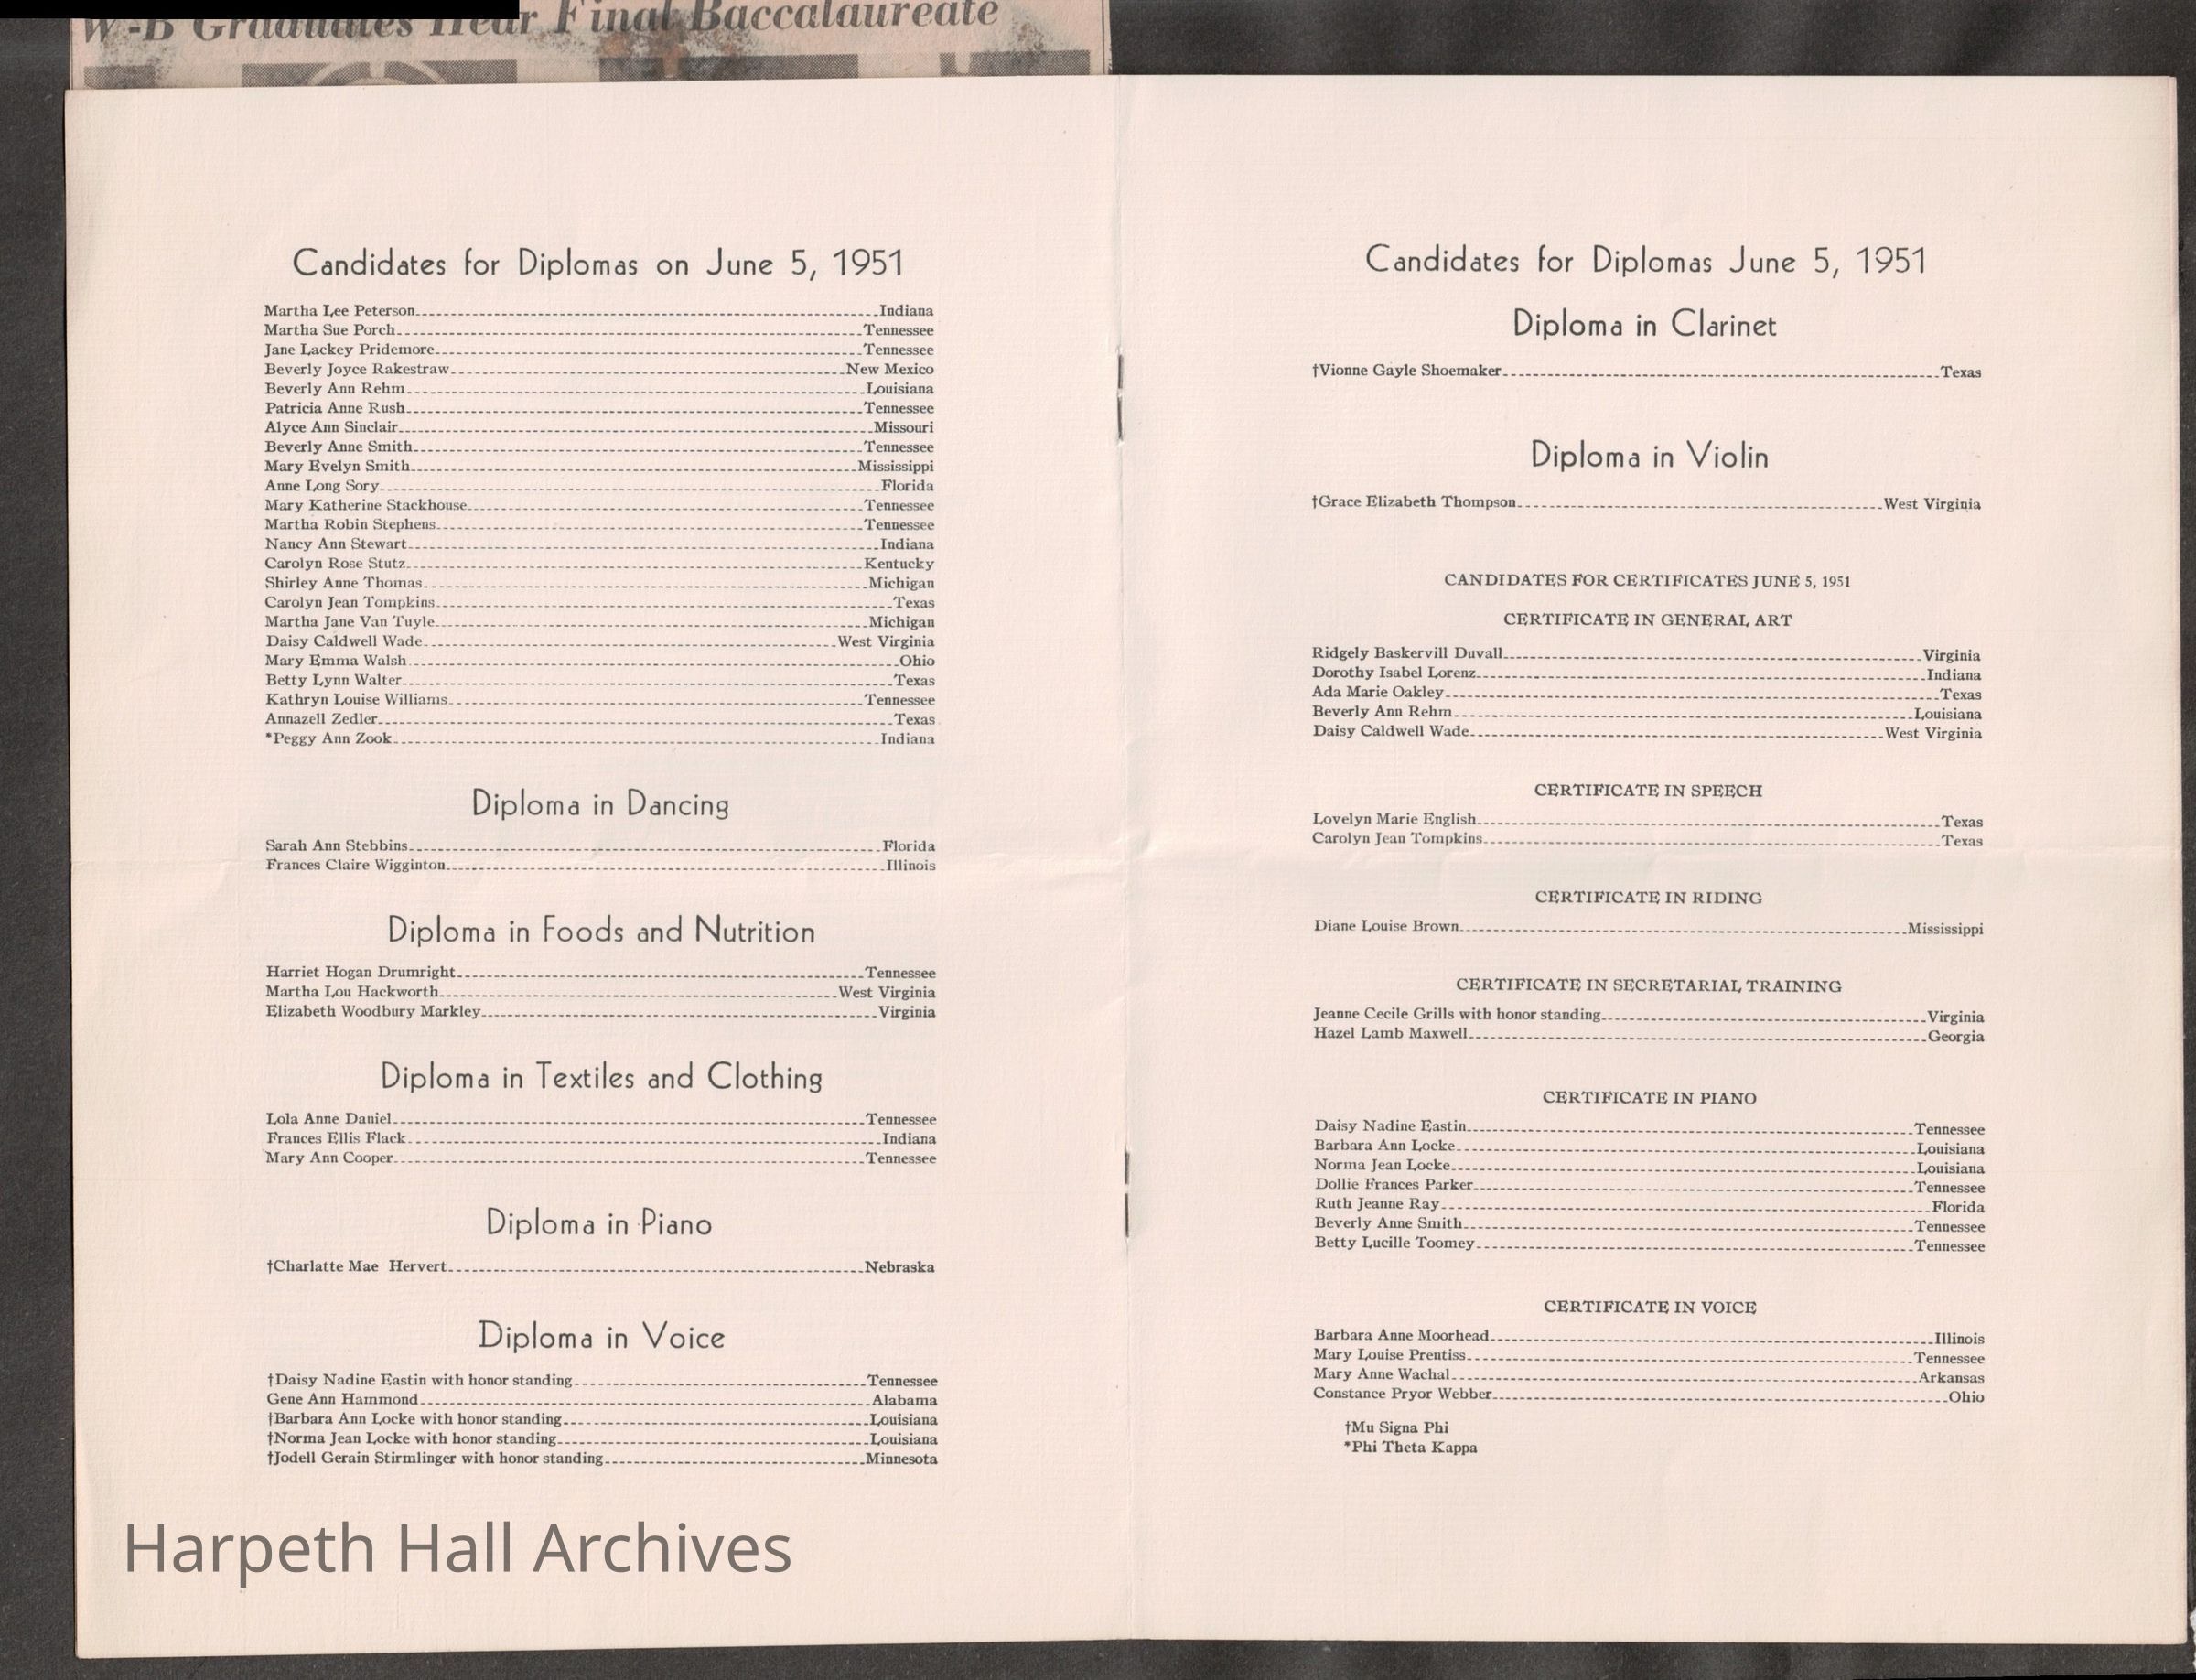 W-B Graduates Hear Final Baccalaureate
Candidates for Diplomas on June 5, 1951
Martha Lee Peterson Indiana
Martha Sue Porch Tennessee
Jane Lackey Pridemore Tennessee
Beverly Joyce Rakestraw New Mexico
Beverly Ann Rehm Louisiana
Patricia Anne Rush Tennessee
Alyce Ann Sinclair Missouri
Beverly Anne Smith Tennessee
Mary Evelyn Smith Mississippi
Anne Long Sory Florida
Mary Katherine Stackhouse Tennessee
Martha Robin Stephens Tennessee
Nancy Ann Stewart Indiana
Carolyn Rose Stutz Kentucky
Shirley Anne Thomas Michigan
Carolyn Jean Tompkins Texas
Martha Jane Van Tuyle Michigan
Daisy Caldwell Wade West Virginia
Mary Emma Walsh Ohio
Betty Lynn Walter Texas
Kathryn Louise Williams Tennessee
Annazell Zedler Texas
*Peggy Ann Zook Indiana
Diploma in Dancing
Sarah Ann Stebbins Florida
Frances Claire Wigginton Illinois
Diploma in Foods and Nutrition
Harriet Hogan Drumright Tennessee
Martha Lou Hackworth West Virginia
Elizabeth Woodbury Markley Virginia
Diploma in Textiles and Clothing
Lola Anne Daniel Tennessee
Frances Ellis Flack Indiana
Mary Ann Cooper Tennessee
Diploma in Piano
†Charlatte Mae Hervert Nebraska
Diploma in Voice
†Daisy Nadine Eastin with honor standing Tennessee
Gene Ann Hammond Alabama
†Barbara Ann Locke with honor standing Louisiana
†Norma Jean Locke with honor standing Louisiana
†Jodell Gerain Stirmlinger with honor standing Minnesota
Harpeth Hall Archives
Candidates for Diplomas June 5, 1951
Diploma in Clarinet
†Vionne Gayle Shoemaker Texas
Diploma in Violin
†Grace Elizabeth Thompson West Virginia
CANDIDATES FOR CERTIFICATES JUNE 5, 1951
CERTIFICATE IN GENERAL ART
Ridgely Baskervill Duvall Virginia
Dorothy Isabel Lorenz Indiana
Ada Marie Oakley Texas
Beverly Ann Rehm Louisiana
Daisy Caldwell Wade West Virginia
CERTIFICATE IN SPEECH
Lovelyn Marie English Texas
Carolyn Jean Tompkins Texas
CERTIFICATE IN RIDING
Diane Louise Brown Mississippi
CERTIFICATE IN SECRETARIAL TRAINING
Jeanne Cecile Grills with honor standing Virginia
Hazel Lamb Maxwell Georgia
CERTIFICATE IN PIANO
Daisy Nadine Eastin Tennessee
Barbara Ann Locke Louisiana
Norma Jean Locke Louisiana
Dollie Frances Parker Tennessee
Ruth Jeanne Ray Florida
Beverly Anne Smith Tennessee
Betty Lucille Toomey Tennessee
CERTIFICATE IN VOICE
Barbara Anne Moorhead Illinois
Mary Louise Prentiss Tennessee
Mary Anne Wachal Arkansas
Constance Pryor Webber Ohio
†Mu Signa Phi
*Phi Theta Kappa